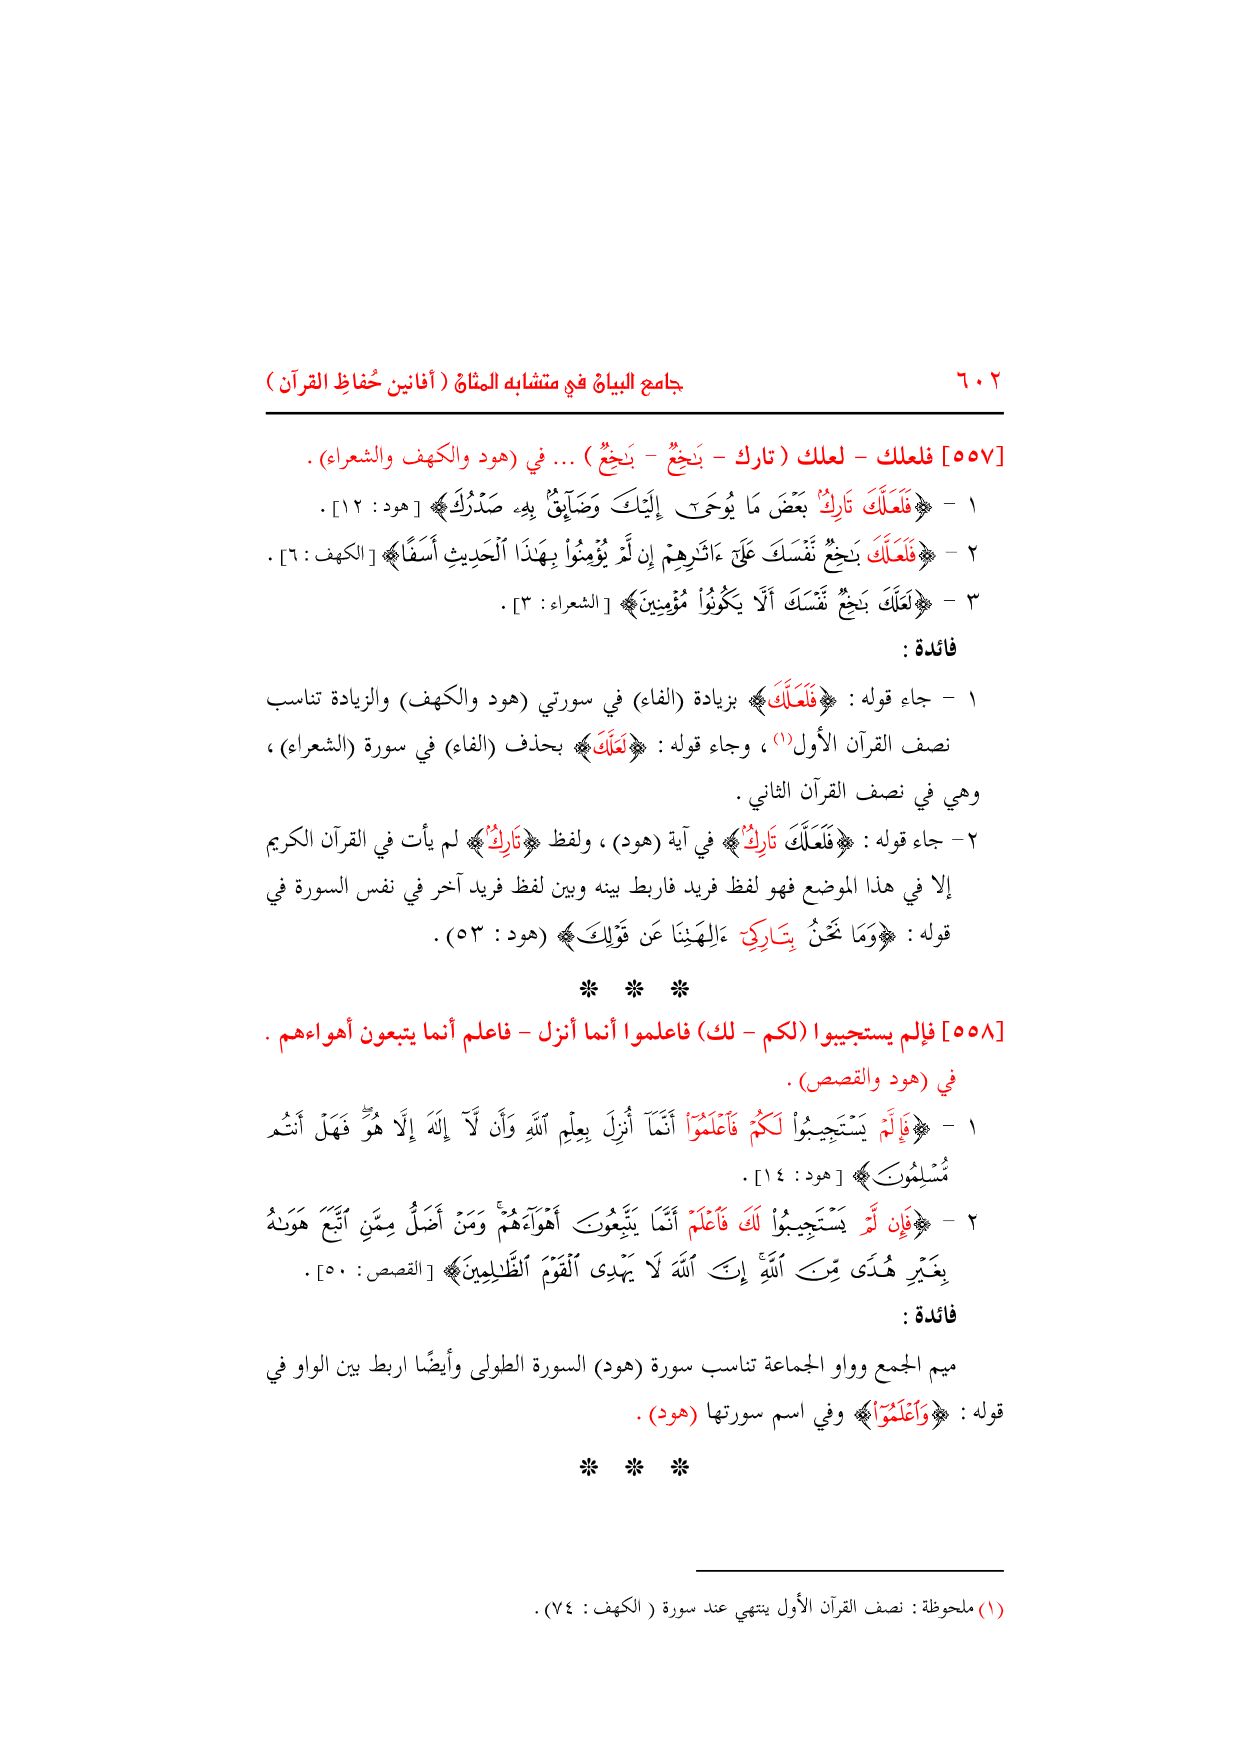 ٦٠٢ جامع البيان في متشابه المثان ( أفانين حُفاظِ القرآن )
[٥٥٧] فلعلك – لعلك ( تارك – بَٰخِعٞ – بَٰخِعٞ ) ... في (هود والكهف والشعراء) .
١ – ﴿فَلَعَلَّكَ تَارِكُۢ بَعۡضَ مَا يُوحَىٰٓ إِلَيۡكَ وَضَآئِقُۢ بِهِۦ صَدۡرُكَ﴾ [ هود : ١٢] .
٢ – ﴿فَلَعَلَّكَ بَٰخِعٞ نَّفۡسَكَ عَلَىٰٓ ءَاثَٰرِهِمۡ إِن لَّمۡ يُؤۡمِنُواْ بِهَٰذَا ٱلۡحَدِيثِ أَسَفًا﴾ [ الكهف : ٦] .
٣ – ﴿لَعَلَّكَ بَٰخِعٞ نَّفۡسَكَ أَلَّا يَكُونُواْ مُؤۡمِنِينَ﴾ [ الشعراء : ٣] .
فائدة :
١ – جاء قوله : ﴿فَلَعَلَّكَ﴾ بزيادة (الفاء) في سورتي (هود والكهف) والزيادة تناسب
نصف القرآن الأول(١) ، وجاء قوله : ﴿لَعَلَّكَ﴾ بحذف (الفاء) في سورة (الشعراء) ،
وهي في نصف القرآن الثاني .
٢– جاء قوله : ﴿فَلَعَلَّكَ تَارِكُۢ﴾ في آية (هود) ، ولفظ ﴿تَارِكُۢ﴾ لم يأت في القرآن الكريم
إلا في هذا الموضع فهو لفظ فريد فاربط بينه وبين لفظ فريد آخر في نفس السورة في
قوله : ﴿وَمَا نَحۡنُ بِتَارِكِيٓ ءَالِهَتِنَا عَن قَوۡلِكَ﴾ (هود : ٥٣) .
❊ ❊ ❊
[٥٥٨] فإلم يستجيبوا (لكم – لك) فاعلموا أنما أنزل – فاعلم أنما يتبعون أهواءهم .
في (هود والقصص) .
١ – ﴿فَإِلَّمۡ يَسۡتَجِيبُواْ لَكُمۡ فَٱعۡلَمُوٓاْ أَنَّمَآ أُنزِلَ بِعِلۡمِ ٱللَّهِ وَأَن لَّآ إِلَٰهَ إِلَّا هُوَۖ فَهَلۡ أَنتُم
مُّسۡلِمُونَ﴾ [ هود : ١٤] .
٢ – ﴿فَإِن لَّمۡ يَسۡتَجِيبُواْ لَكَ فَٱعۡلَمۡ أَنَّمَا يَتَّبِعُونَ أَهۡوَآءَهُمۡۚ وَمَنۡ أَضَلُّ مِمَّنِ ٱتَّبَعَ هَوَىٰهُ
بِغَيۡرِ هُدٗى مِّنَ ٱللَّهِۚ إِنَّ ٱللَّهَ لَا يَهۡدِي ٱلۡقَوۡمَ ٱلظَّٰلِمِينَ﴾ [القصص : ٥٠] .
فائدة :
ميم الجمع وواو الجماعة تناسب سورة (هود) السورة الطولى وأيضًا اربط بين الواو في
قوله : ﴿وَٱعۡلَمُوٓاْ﴾ وفي اسم سورتها (هود) .
❊ ❊ ❊
(١) ملحوظة : نصف القرآن الأول ينتهي عند سورة ( الكهف : ٧٤) .